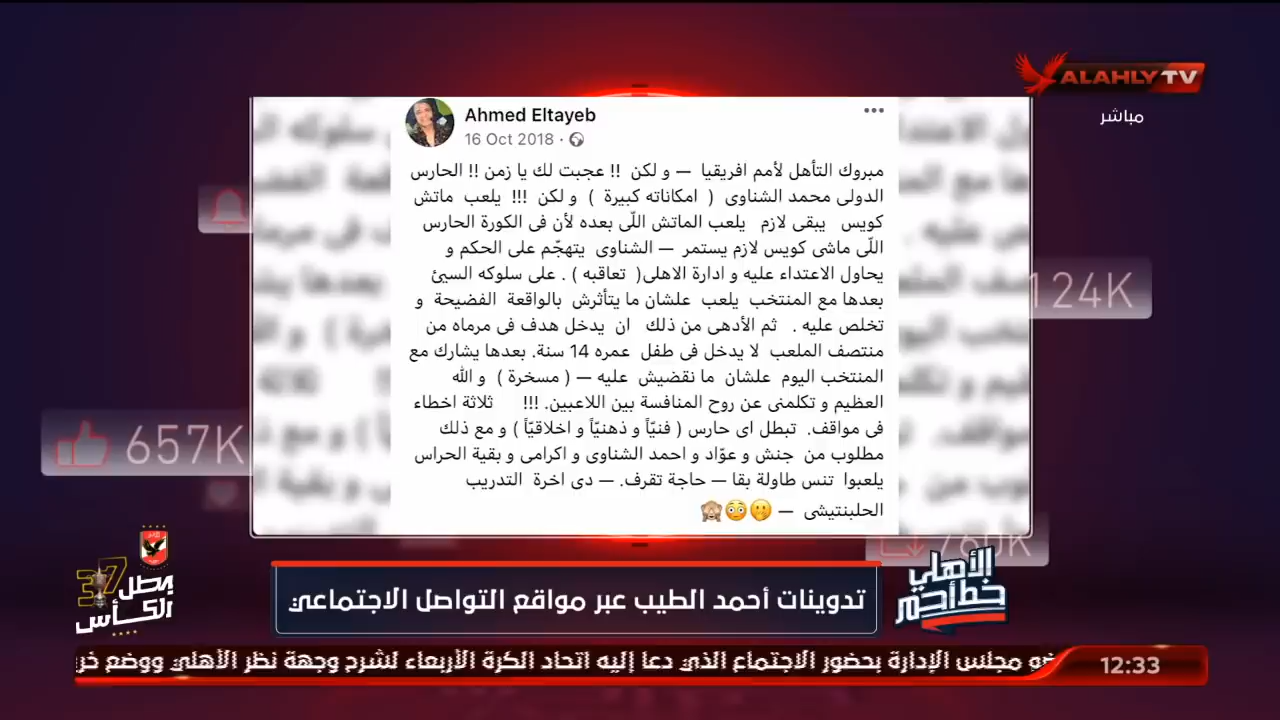 ALAHLY TV
مباشر
Ahmed Eltayeb
16 Oct 2018 ·
مبروك التأهل لأمم افريقيا — و لكن !! عجبت لك يا زمن !! الحارس
الدولى محمد الشناوى ( امكاناته كبيرة ) و لكن !!! يلعب ماتش
كويس يبقى لازم يلعب الماتش اللّى بعده لأن فى الكورة الحارس
اللّى ماشى كويس لازم يستمر — الشناوى يتهجّم على الحكم و
يحاول الاعتداء عليه و ادارة الاهلى( تعاقبه ) . على سلوكه السيئ
بعدها مع المنتخب يلعب علشان ما يتأثرش بالواقعة الفضيحة و
تخلص عليه . ثم الأدهى من ذلك ان يدخل هدف فى مرماه من
منتصف الملعب لا يدخل فى طفل عمره 14 سنة. بعدها يشارك مع
المنتخب اليوم علشان ما نقضيش عليه — ( مسخرة ) و الله
العظيم و تكلمنى عن روح المنافسة بين اللاعبين. !!! ثلاثة اخطاء
فى مواقف. تبطل اى حارس ( فنيّاً و ذهنيّاً و اخلاقيّاً ) و مع ذلك
مطلوب من جنش و عوّاد و احمد الشناوى و اكرامى و بقية الحراس
يلعبوا تنس طاولة بقا — حاجة تقرف. — دى اخرة التدريب
الحلبنتيشى — 🤭😳🙈
124K
657K
760K
الأهلي
خط أحمر
بطل
37
الكأس
تدوينات أحمد الطيب عبر مواقع التواصل الاجتماعي
مجلس الإدارة بحضور الاجتماع الذي دعا إليه اتحاد الكرة الأربعاء لشرح وجهة نظر الأهلي ووضع
12:33